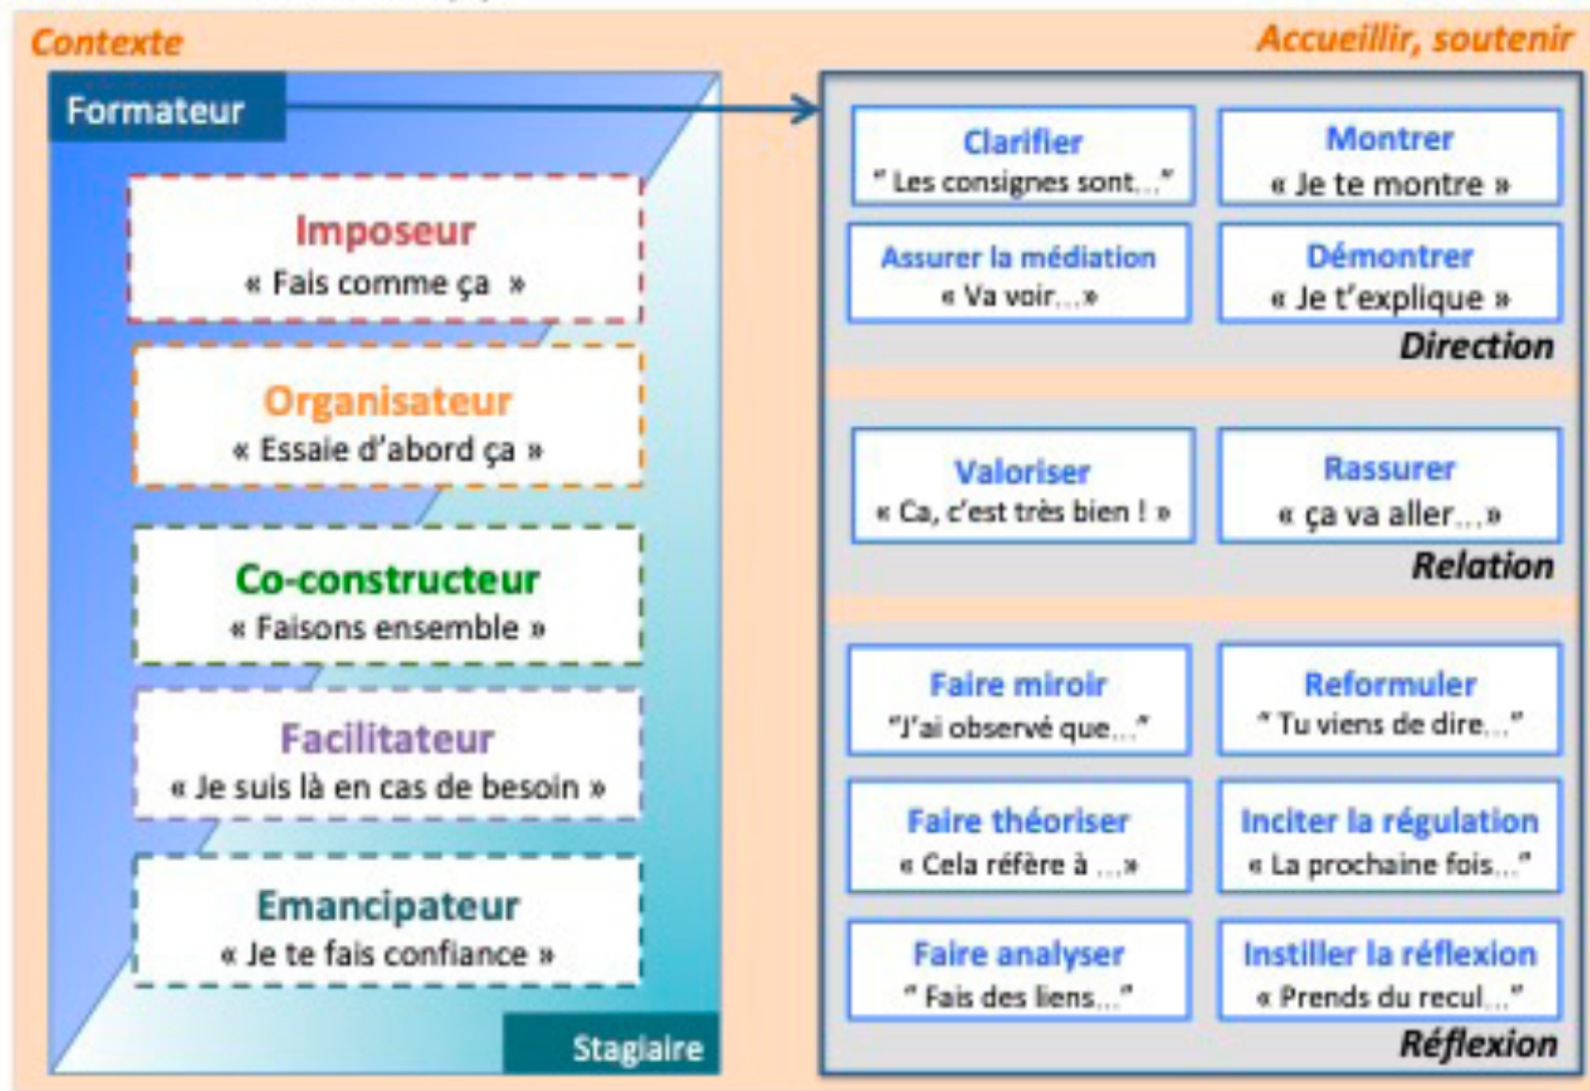 Contexte
Accueillir, soutenir
Formateur
Imposeur
« Fais comme ça »
Organisateur
« Essaie d'abord ça »
Co-constructeur
« Faisons ensemble »
Facilitateur
« Je suis là en cas de besoin »
Emancipateur
« Je te fais confiance »
Stagiaire
Clarifier
“ Les consignes sont…”
Montrer
« Je te montre »
Assurer la médiation
« Va voir…»
Démontrer
« Je t'explique »
Direction
Valoriser
« Ca, c'est très bien ! »
Rassurer
« ça va aller…»
Relation
Faire miroir
“J'ai observé que…”
Reformuler
“ Tu viens de dire…”
Faire théoriser
« Cela réfère à …»
Inciter la régulation
« La prochaine fois…”
Faire analyser
“ Fais des liens…”
Instiller la réflexion
« Prends du recul…”
Réflexion